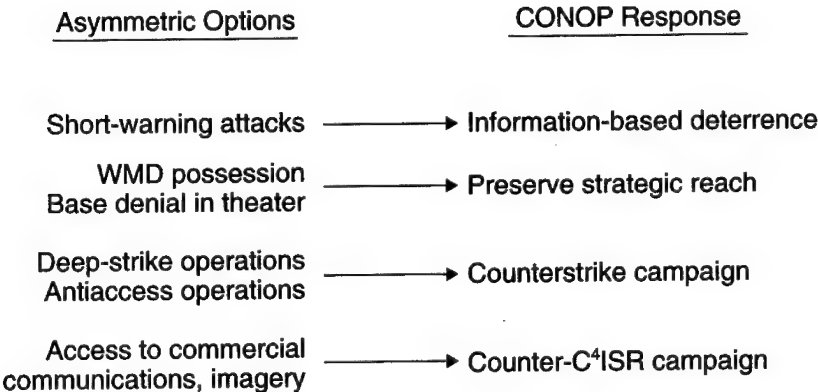 Asymmetric Options
CONOP Response
Short-warning attacks
Information-based deterrence
WMD possession
Base denial in theater
Preserve strategic reach
Deep-strike operations
Antiaccess operations
Counterstrike campaign
Access to commercial
communications, imagery
Counter-C⁴ISR campaign